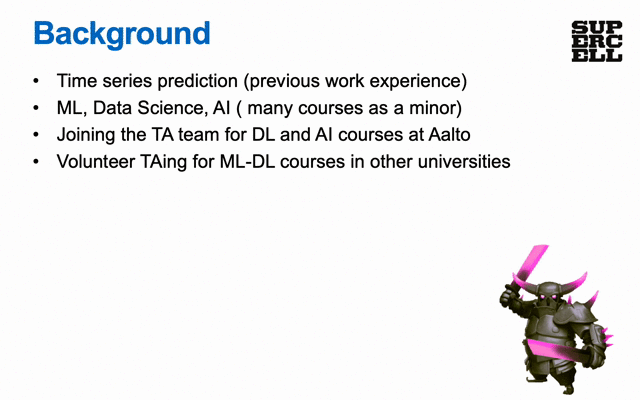 Background
SUP
ERC
ELL
• Time series prediction (previous work experience)
• ML, Data Science, AI ( many courses as a minor)
• Joining the TA team for DL and AI courses at Aalto
• Volunteer TAing for ML-DL courses in other universities